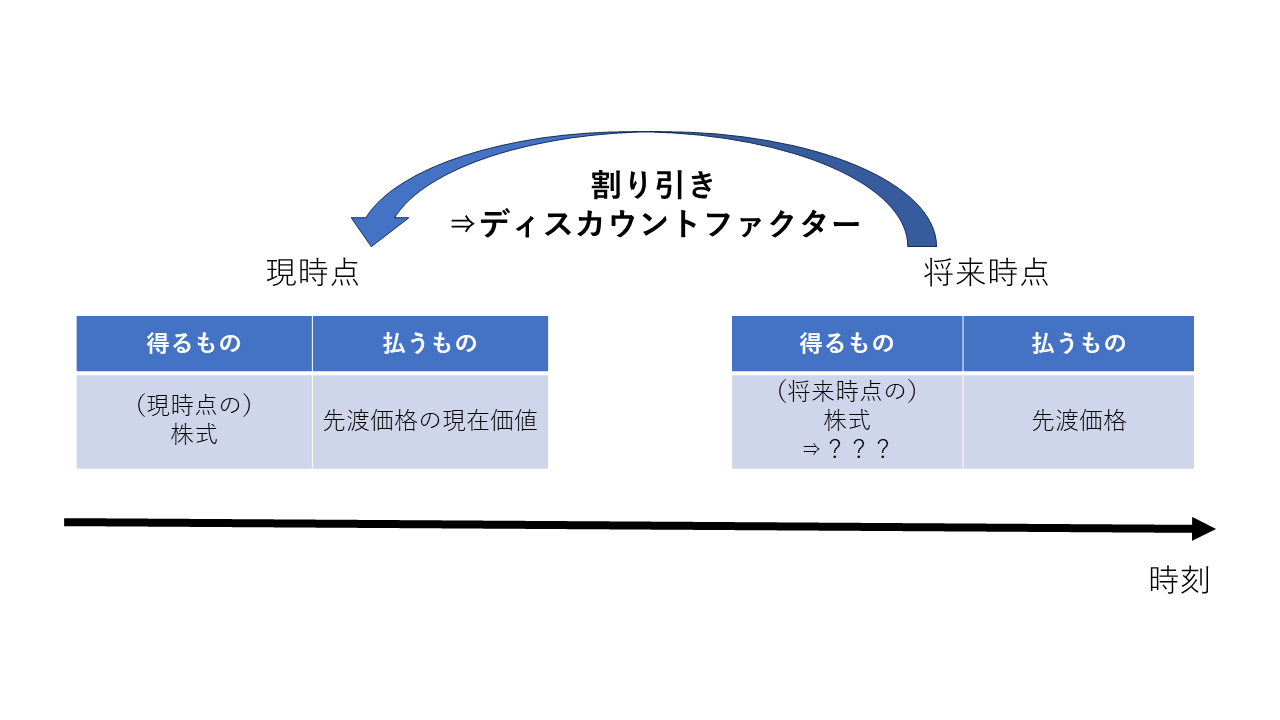 割り引き
⇒ディスカウントファクター
現時点
将来時点
得るもの
払うもの
（現時点の）
株式
先渡価格の現在価値
得るもの
払うもの
（将来時点の）
株式
⇒？？？
先渡価格
時刻